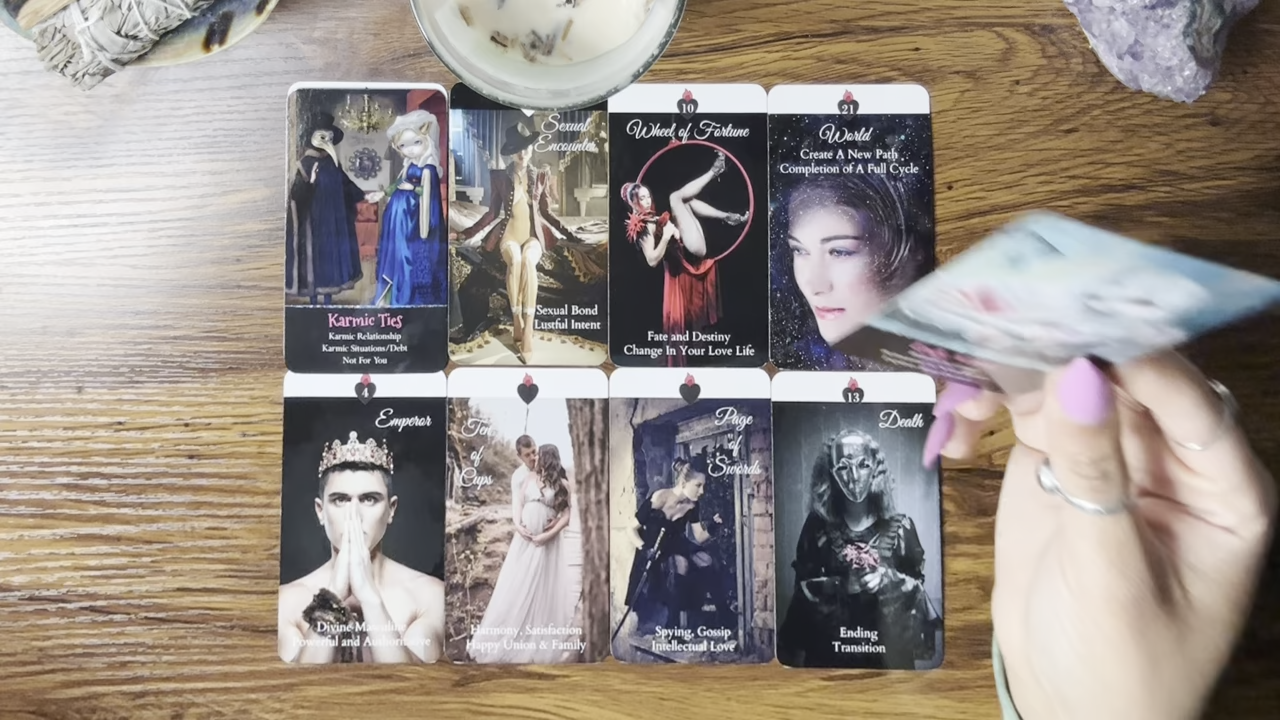 Karmic Ties
Karmic Relationship
Karmic Situations/Debt
Not For You
Sexual
Encounter
Sexual Bond
Lustful Intent
10
Wheel of Fortune
Fate and Destiny
Change In Your Love Life
21
World
Create A New Path
Completion of A Full Cycle
4
Emperor
Divine Masculine
Powerful and Authoritative
Ten
of
Cups
Harmony, Satisfaction
Happy Union & Family
Page
of
Swords
Spying, Gossip
Intellectual Love
13
Death
Ending
Transition